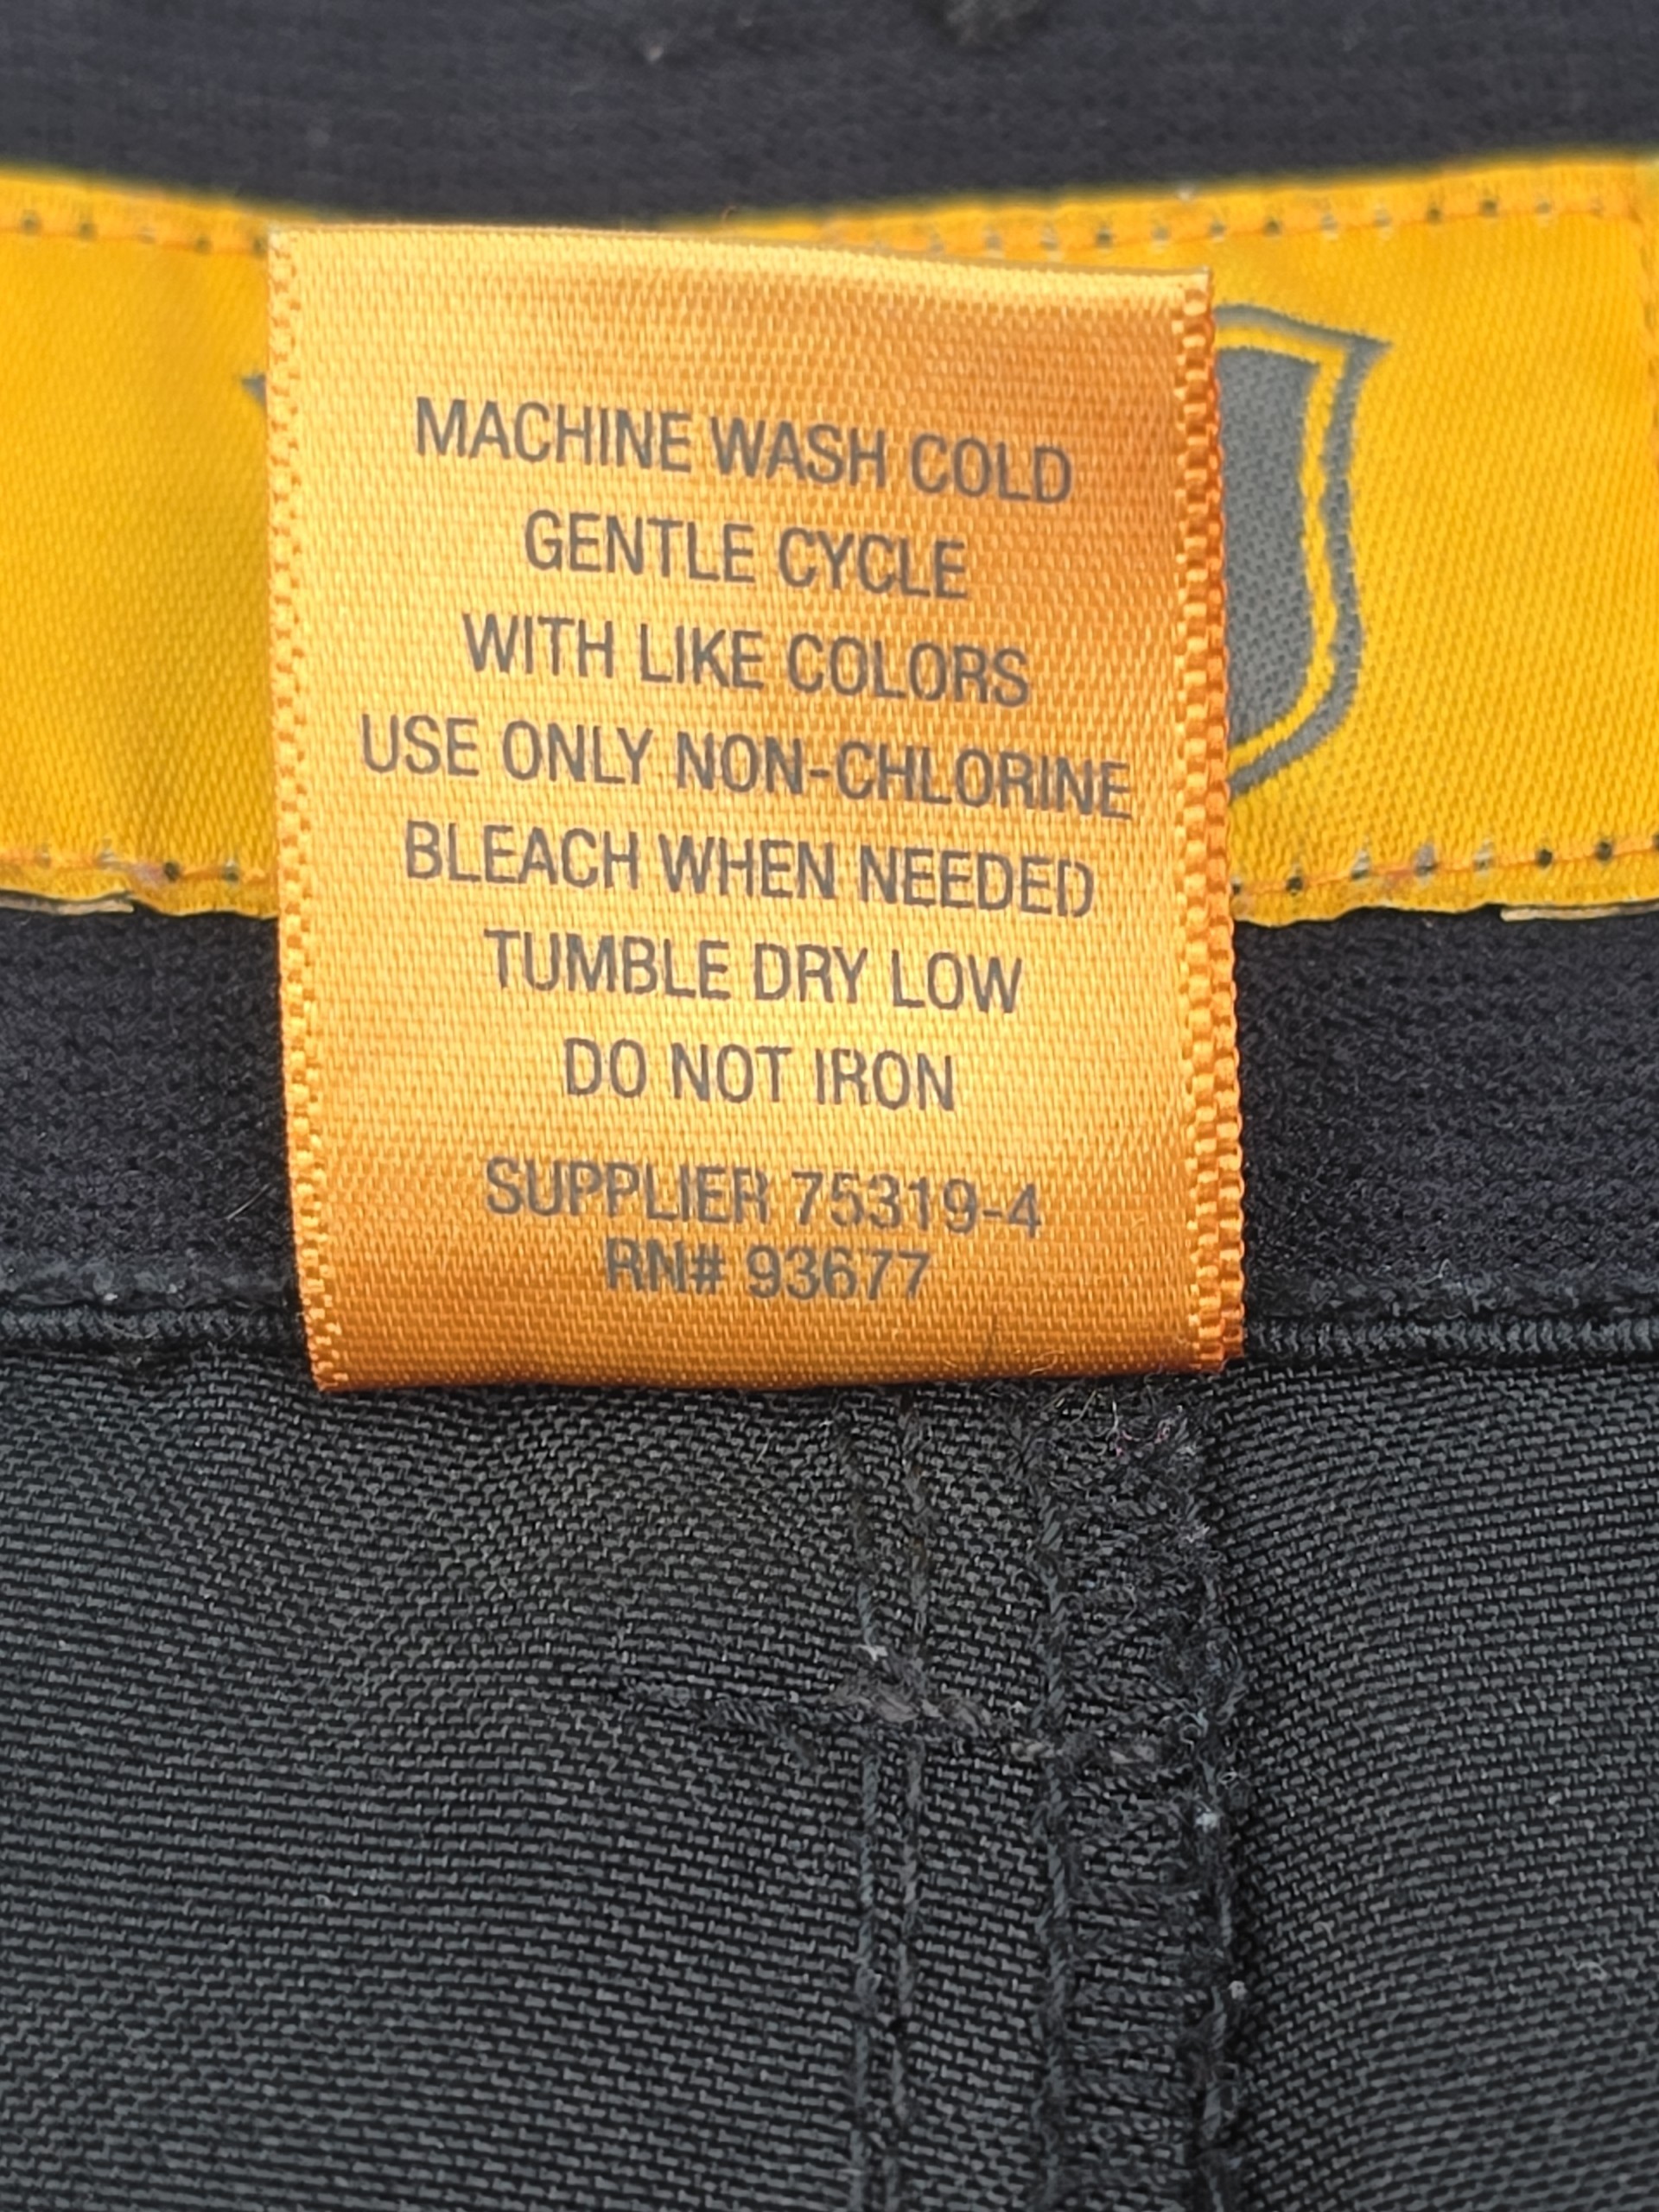 MACHINE WASH COLD
GENTLE CYCLE
WITH LIKE COLORS
USE ONLY NON-CHLORINE
BLEACH WHEN NEEDED
TUMBLE DRY LOW
DO NOT IRON
SUPPLIER 75319-4
RN# 93677